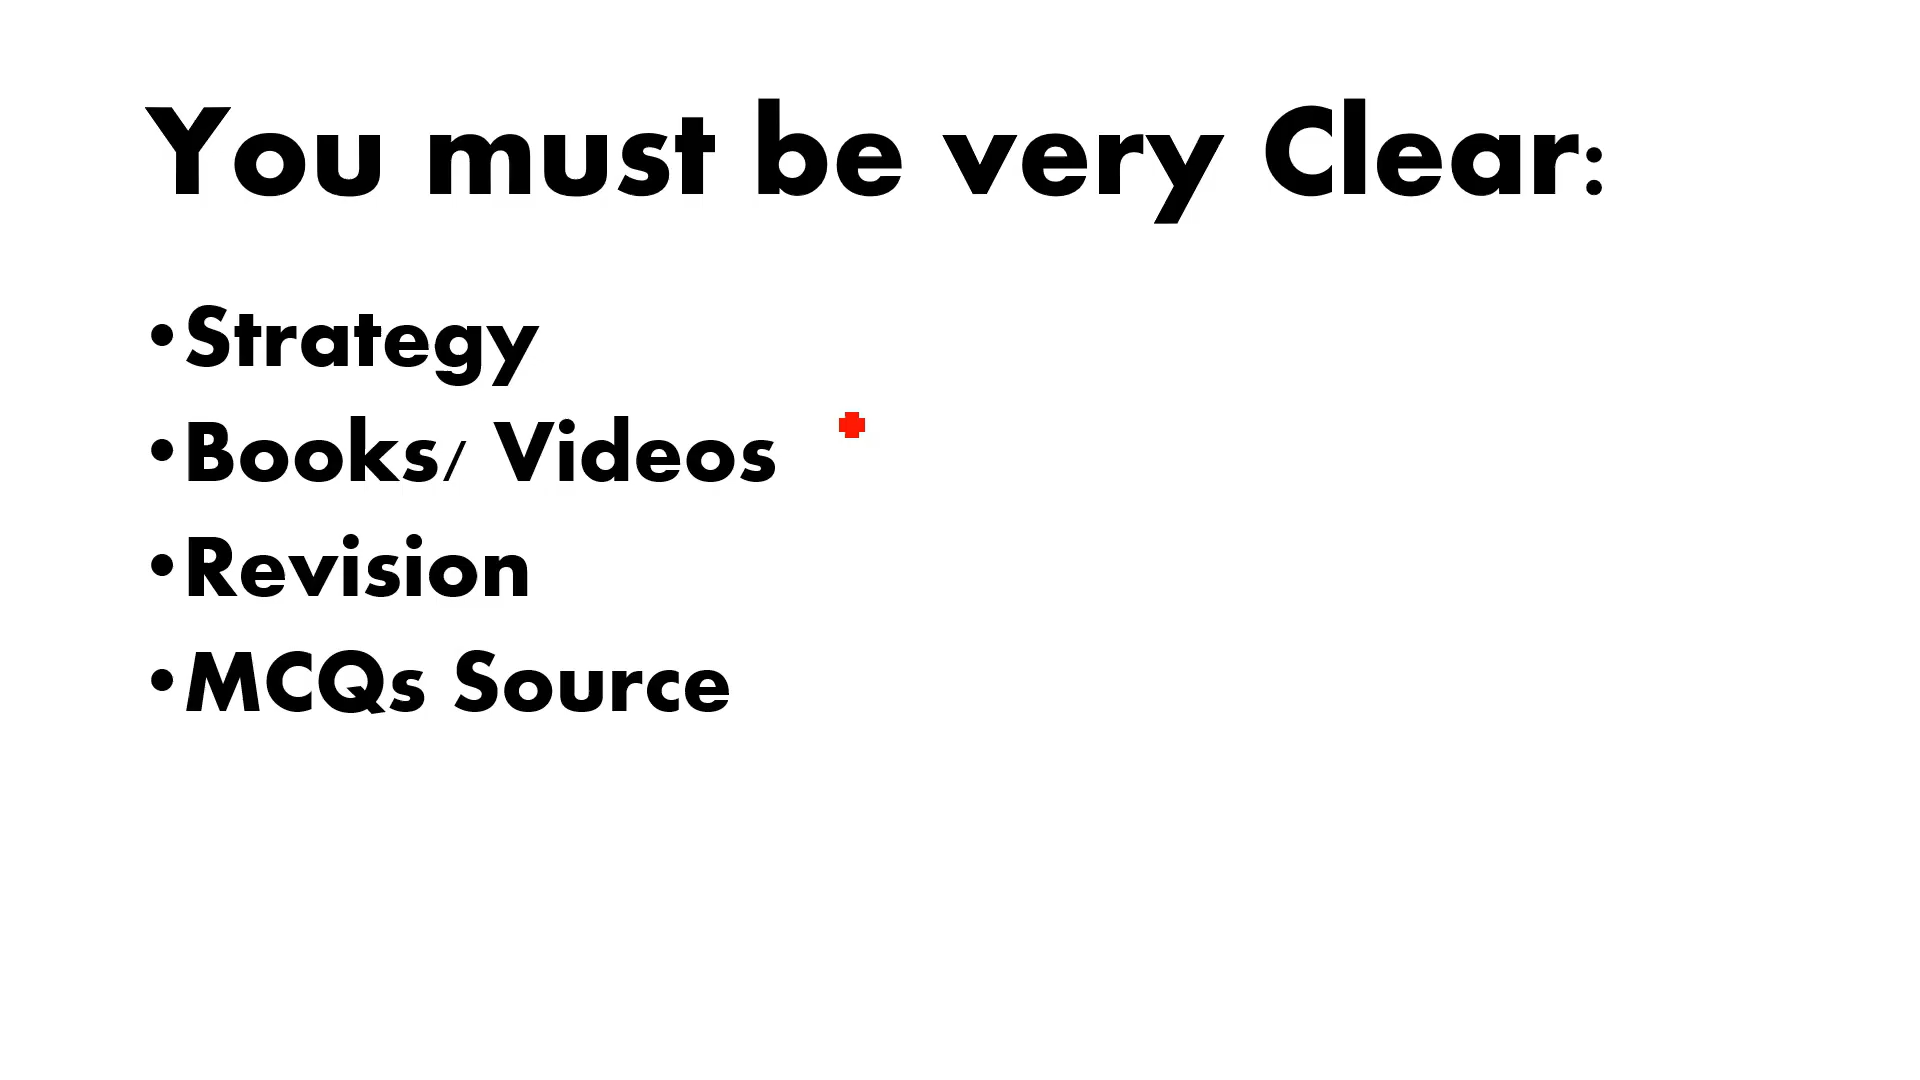 You must be very Clear:
•Strategy
•Books/ Videos
•Revision
•MCQs Source